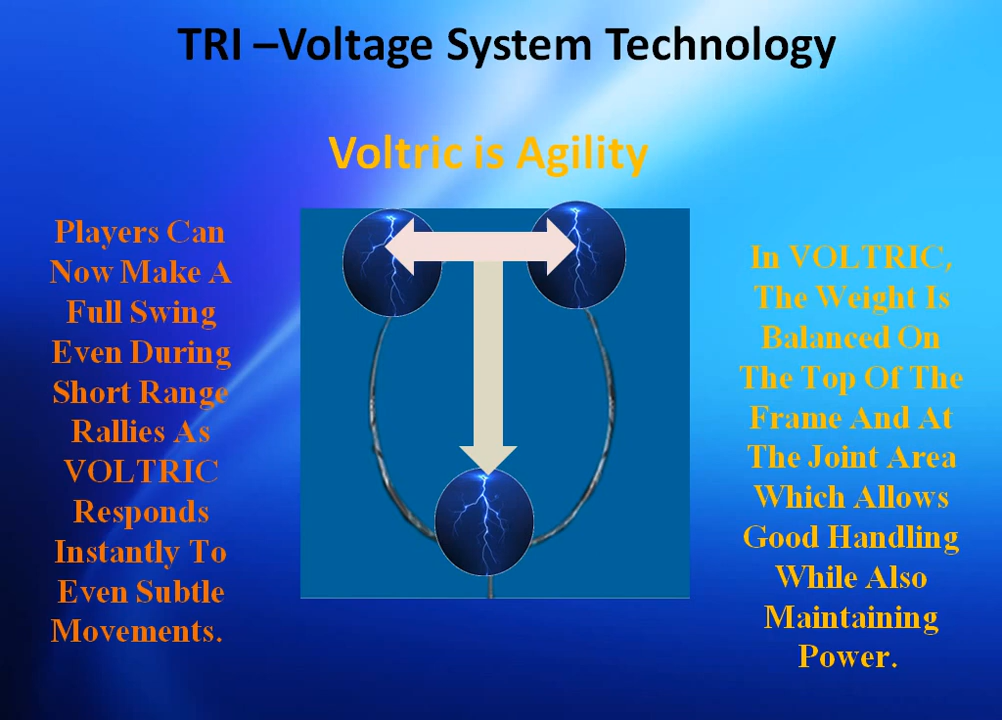 TRI –Voltage System Technology
Voltric is Agility
Players Can
Now Make A
Full Swing
Even During
Short Range
Rallies As
VOLTRIC
Responds
Instantly To
Even Subtle
Movements.
In VOLTRIC,
The Weight Is
Balanced On
The Top Of The
Frame And At
The Joint Area
Which Allows
Good Handling
While Also
Maintaining
Power.